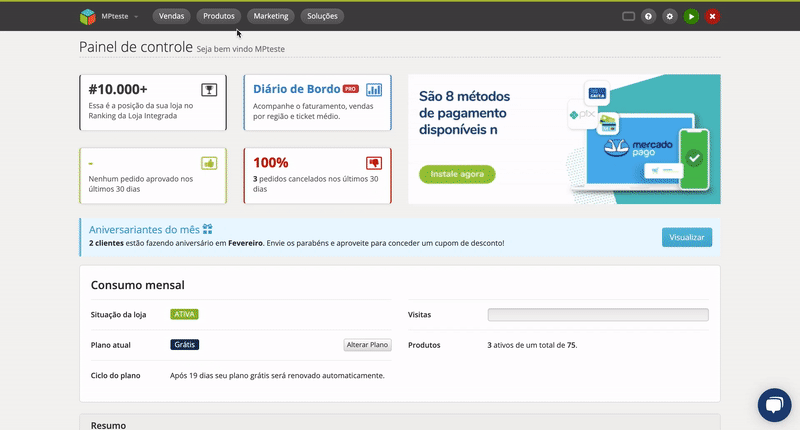 MPteste
Vendas
Produtos
Marketing
Soluções
Painel de controle Seja bem vindo MPteste
#10.000+
Essa é a posição da sua loja no
Ranking da Loja Integrada
Diário de Bordo PRO
Acompanhe o faturamento, vendas
por região e ticket médio.
-
Nenhum pedido aprovado nos
últimos 30 dias
100%
3 pedidos cancelados nos últimos 30
dias
São 8 métodos
de pagamento
disponíveis n
Instale agora
CAIXA
pix
mercado
pago
Aniversariantes do mês
2 clientes estão fazendo aniversário em Fevereiro. Envie os parabéns e aproveite para conceder um cupom de desconto!
Visualizar
Consumo mensal
Situação da loja
ATIVA
Visitas
Plano atual
Grátis
Alterar Plano
Produtos
3 ativos de um total de 75.
Ciclo do plano
Após 19 dias seu plano grátis será renovado automaticamente.
Resumo